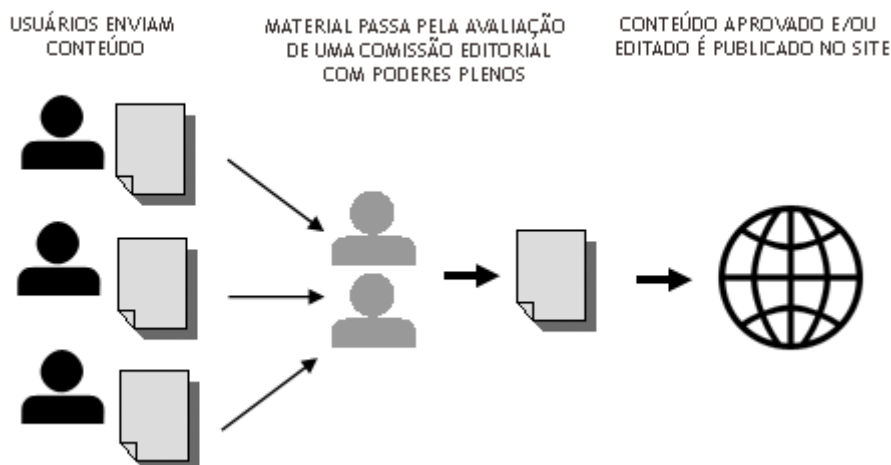 USUÁRIOS ENVIAM
CONTEÚDO
MATERIAL PASSA PELA AVALIAÇÃO
DE UMA COMISSÃO EDITORIAL
COM PODERES PLENOS
CONTEÚDO APROVADO E/OU
EDITADO É PUBLICADO NO SITE